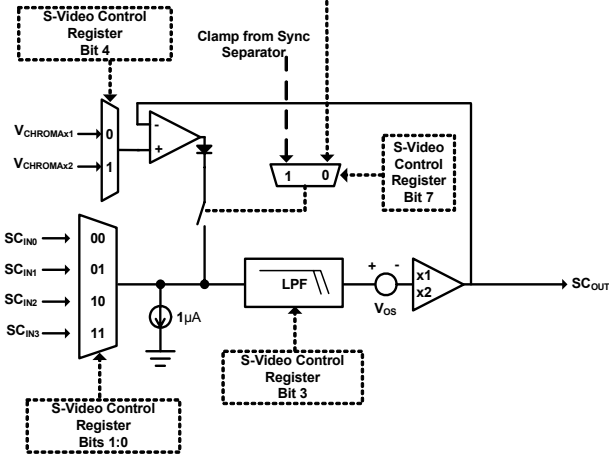 S-Video Control
Register
Bit 4
Clamp from Sync
Separator
VCHROMAx1
0
VCHROMAx2
1
-
+
1 0
S-Video
Control
Register
Bit 7
SCIN0
00
SCIN1
01
SCIN2
10
SCIN3
11
1µA
LPF
+ -
VOS
x1
x2
SCOUT
S-Video Control
Register
Bit 3
S-Video Control
Register
Bits 1:0